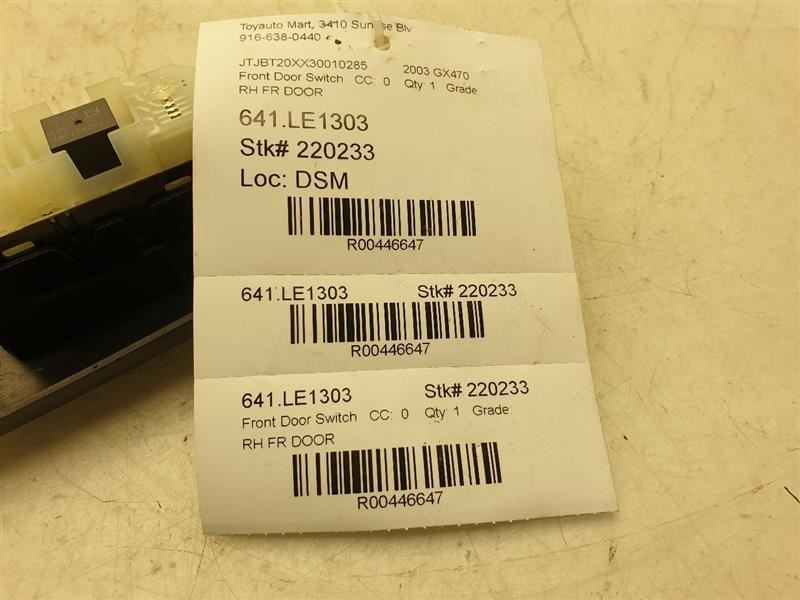 Toyauto Mart, 3410 Sunrise Blv
916-638-0440
JTJBT20XX30010285 2003 GX470
Front Door Switch CC: 0 Qty: 1 Grade:
RH FR DOOR
641.LE1303
Stk# 220233
Loc: DSM
R00446647
641.LE1303 Stk# 220233
R00446647
641.LE1303 Stk# 220233
Front Door Switch CC: 0 Qty: 1 Grade:
RH FR DOOR
R00446647